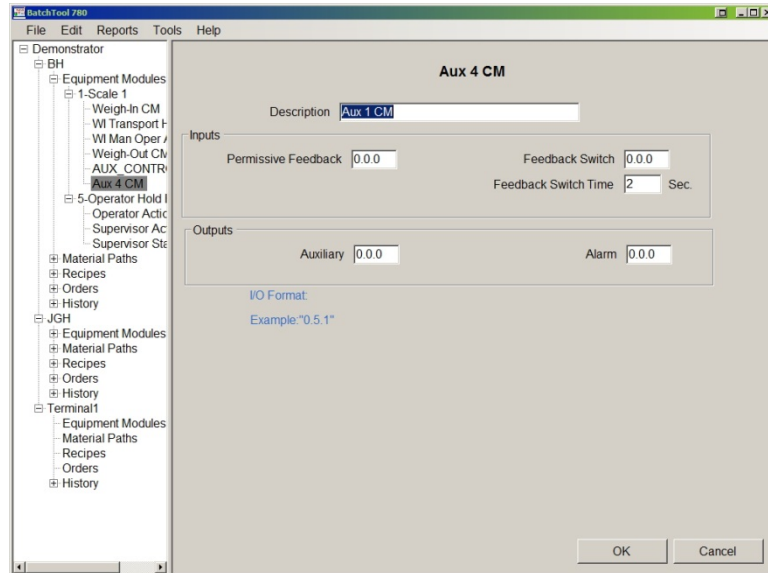 BatchTool 780
File Edit Reports Tools Help
Demonstrator
BH
Equipment Modules
1-Scale 1
Weigh-In CM
WI Transport H
WI Man Oper A
Weigh-Out CM
AUX_CONTR
Aux 4 CM
5-Operator Hold I
Operator Actic
Supervisor Ac
Supervisor Sta
Material Paths
Recipes
Orders
History
JGH
Equipment Modules
Material Paths
Recipes
Orders
History
Terminal1
Equipment Modules
Material Paths
Recipes
Orders
History
Aux 4 CM
Description Aux 1 CM
Inputs
Permissive Feedback 0.0.0 Feedback Switch 0.0.0
Feedback Switch Time 2 Sec.
Outputs
Auxiliary 0.0.0 Alarm 0.0.0
I/O Format:
Example:"0.5.1"
OK Cancel